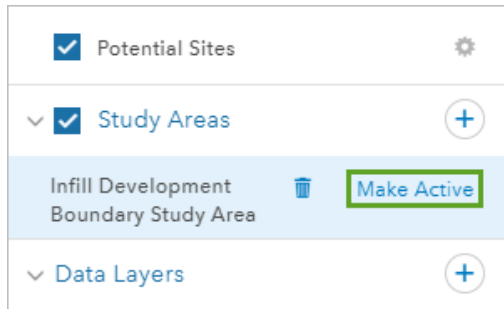 Potential Sites
Study Areas
Infill Development
Boundary Study Area
Make Active
Data Layers